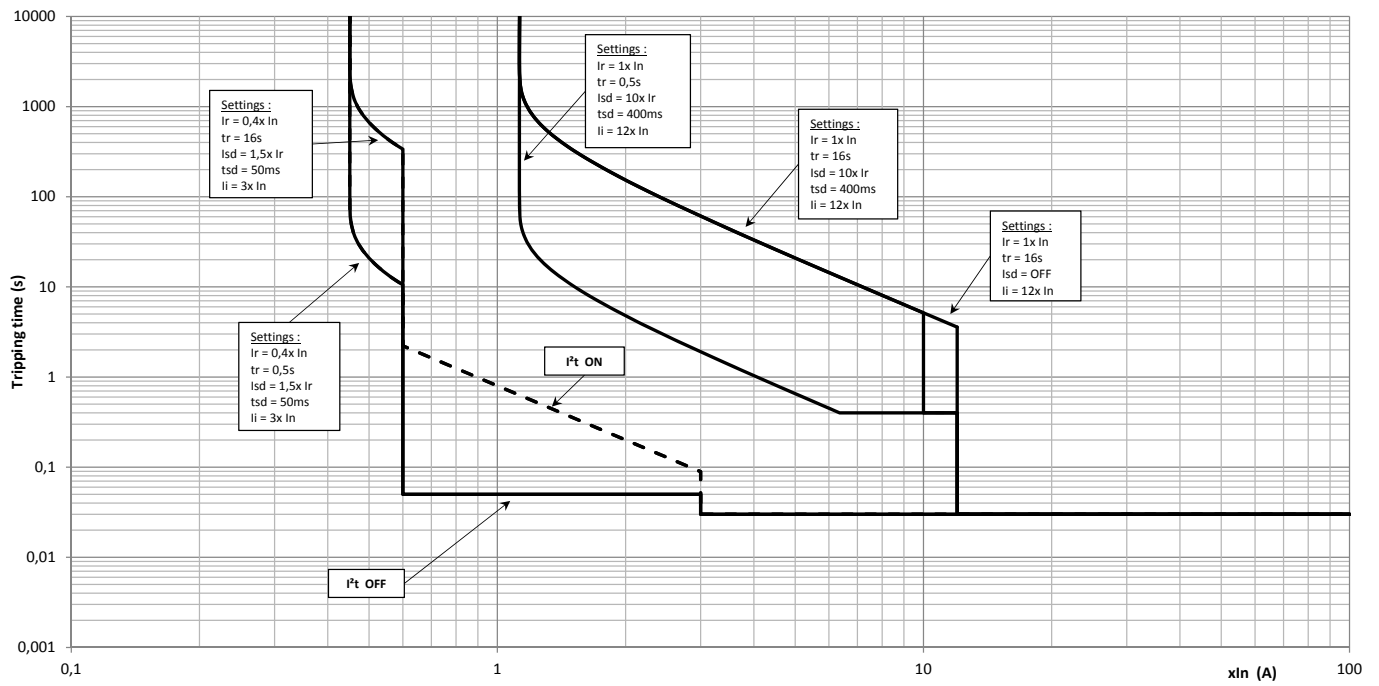 10000
1000
100
10
1
0,1
0,01
0,001
Tripping time (s)
0,1
1
10
100
xIn (A)
Settings :
Ir = 0,4x In
tr = 16s
Isd = 1,5x Ir
tsd = 50ms
Ii = 3x In
Settings :
Ir = 1x In
tr = 0,5s
Isd = 10x Ir
tsd = 400ms
Ii = 12x In
Settings :
Ir = 1x In
tr = 16s
Isd = 10x Ir
tsd = 400ms
Ii = 12x In
Settings :
Ir = 1x In
tr = 16s
Isd = OFF
Ii = 12x In
Settings :
Ir = 0,4x In
tr = 0,5s
Isd = 1,5x Ir
tsd = 50ms
Ii = 3x In
I²t ON
I²t OFF